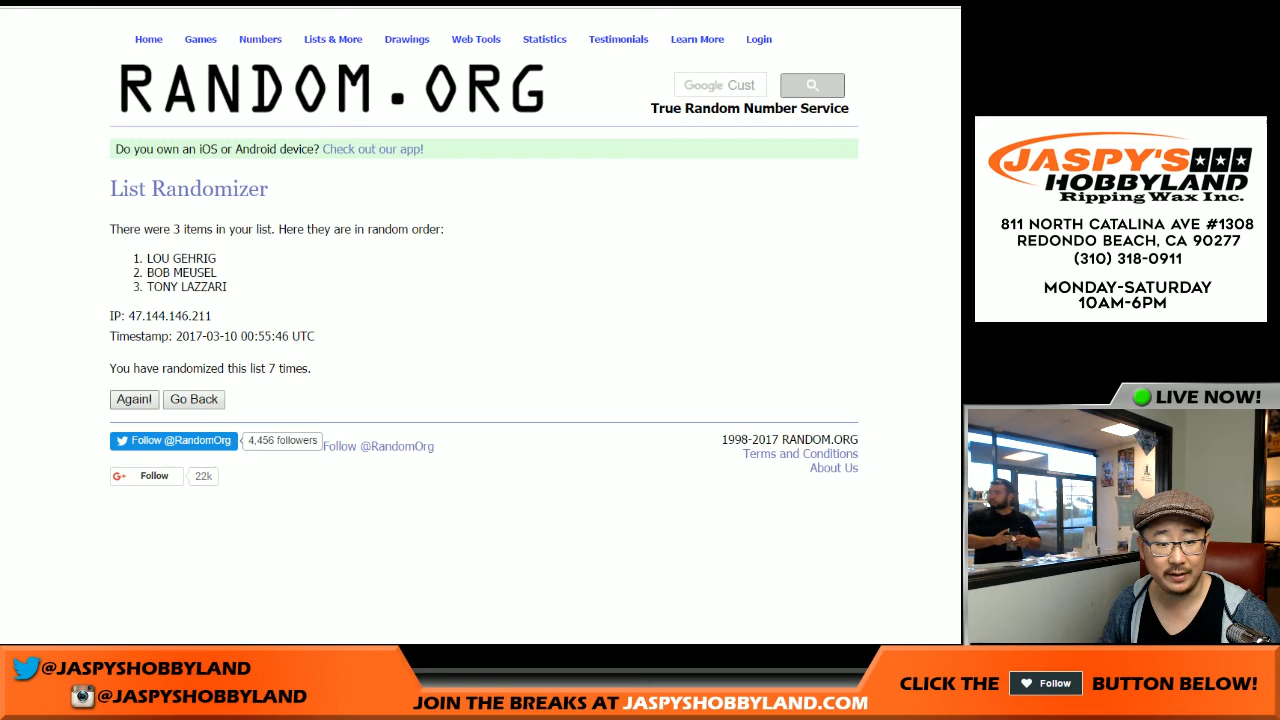 Home Games Numbers Lists & More Drawings Web Tools Statistics Testimonials Learn More Login
RANDOM.ORG
Google Cust
True Random Number Service
Do you own an iOS or Android device? Check out our app!
List Randomizer
There were 3 items in your list. Here they are in random order:
1. LOU GEHRIG
2. BOB MEUSEL
3. TONY LAZZARI
IP: 47.144.146.211
Timestamp: 2017-03-10 00:55:46 UTC
You have randomized this list 7 times.
Again! Go Back
Follow @RandomOrg 4,456 followers Follow @RandomOrg
Follow 22k
1998-2017 RANDOM.ORG
Terms and Conditions
About Us
JASPY'S
HOBBYLAND
Ripping Wax Inc.
811 NORTH CATALINA AVE #1308
REDONDO BEACH, CA 90277
(310) 318-0911
MONDAY-SATURDAY
10AM-6PM
LIVE NOW!
@JASPYSHOBBYLAND
@JASPYSHOBBYLAND
JOIN THE BREAKS AT JASPYSHOBBYLAND.COM
CLICK THE Follow BUTTON BELOW!